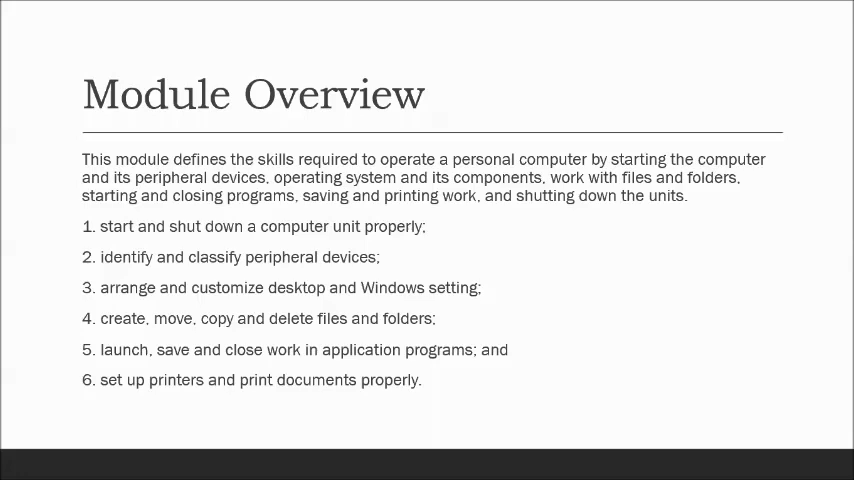 Module Overview
This module defines the skills required to operate a personal computer by starting the computer
and its peripheral devices, operating system and its components, work with files and folders,
starting and closing programs, saving and printing work, and shutting down the units.
1. start and shut down a computer unit properly;
2. identify and classify peripheral devices;
3. arrange and customize desktop and Windows setting;
4. create, move, copy and delete files and folders;
5. launch, save and close work in application programs; and
6. set up printers and print documents properly.